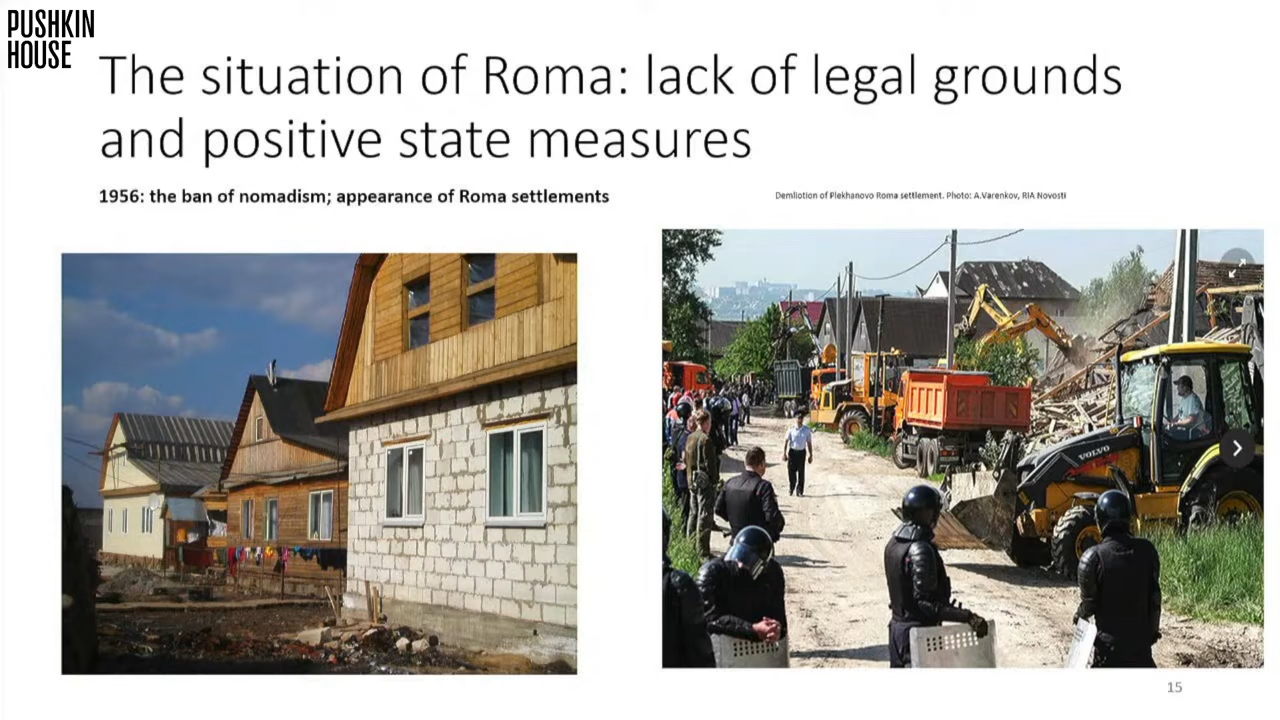 PUSHKIN
HOUSE
The situation of Roma: lack of legal grounds
and positive state measures
1956: the ban of nomadism; appearance of Roma settlements
Demliotion of Plekhanovo Roma settlement. Photo: A.Varenkov, RIA Novosti
VOLVO
15